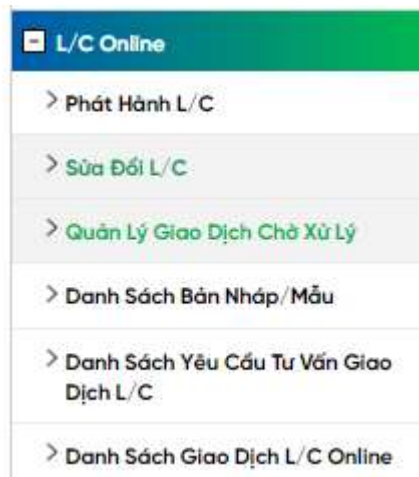 L/C Online
Phát Hành L/C
Sửa Đổi L/C
Quản Lý Giao Dịch Chờ Xử Lý
Danh Sách Bản Nháp/Mẫu
Danh Sách Yêu Cầu Tư Vấn Giao
Dịch L/C
Danh Sách Giao Dịch L/C Online